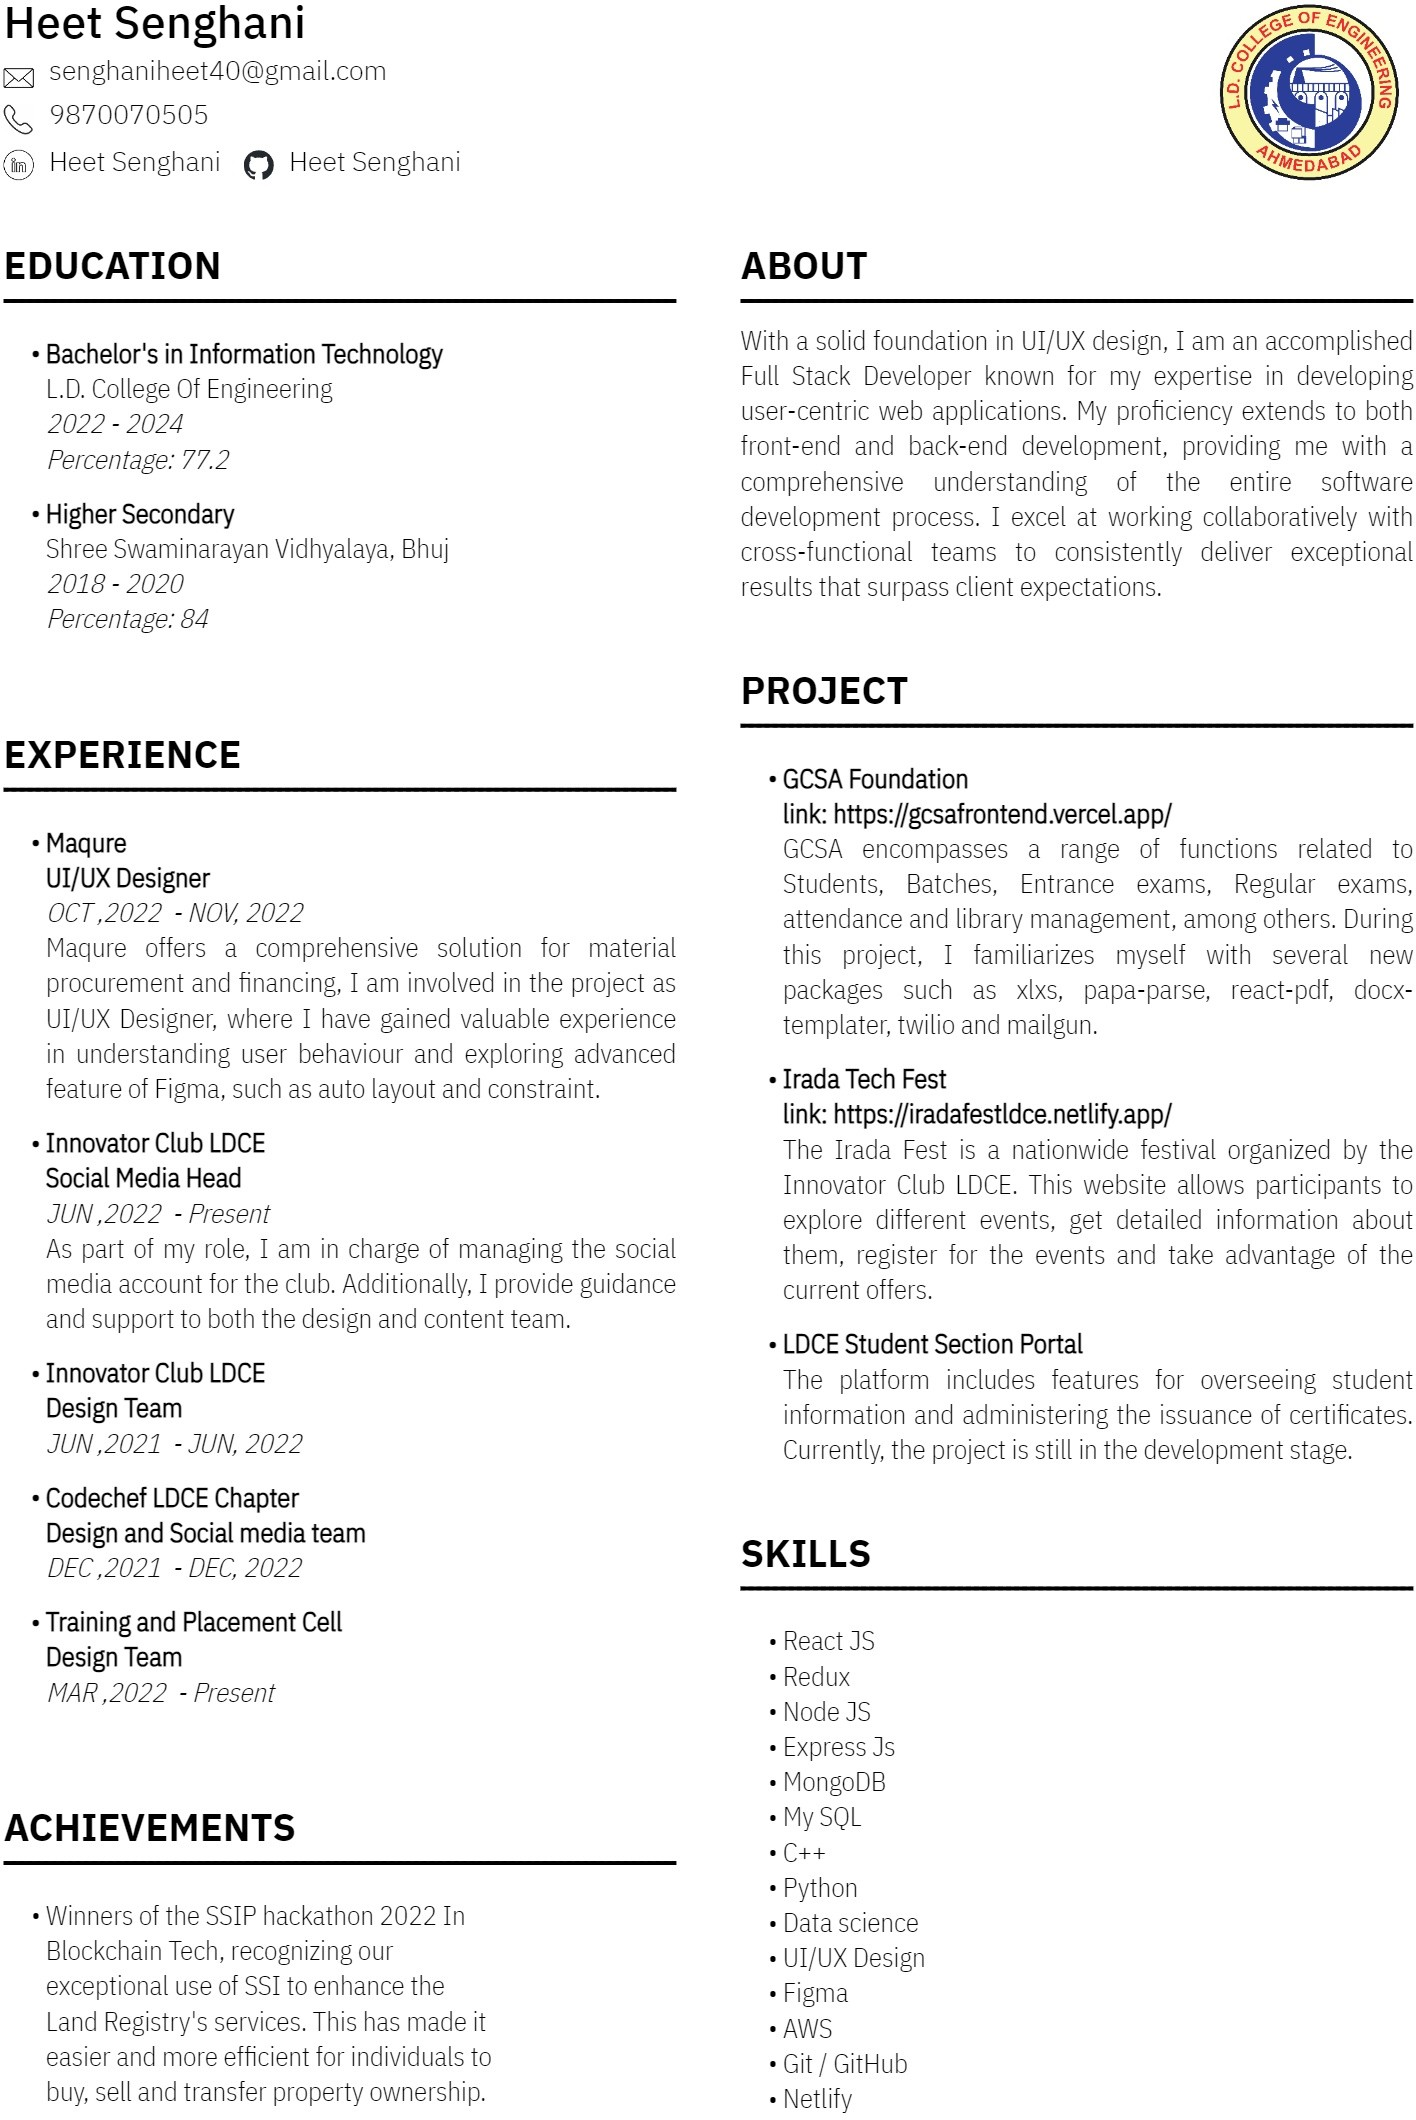 Heet Senghani
senghaniheet40@gmail.com
9870070505
in Heet Senghani Heet Senghani
L.D. COLLEGE OF ENGINEERING
AHMEDABAD
EDUCATION
• Bachelor's in Information Technology
L.D. College Of Engineering
2022 - 2024
Percentage: 77.2
• Higher Secondary
Shree Swaminarayan Vidhyalaya, Bhuj
2018 - 2020
Percentage: 84
EXPERIENCE
• Maqure
UI/UX Designer
OCT ,2022 - NOV, 2022
Maqure offers a comprehensive solution for material
procurement and financing, I am involved in the project as
UI/UX Designer, where I have gained valuable experience
in understanding user behaviour and exploring advanced
feature of Figma, such as auto layout and constraint.
• Innovator Club LDCE
Social Media Head
JUN ,2022 - Present
As part of my role, I am in charge of managing the social
media account for the club. Additionally, I provide guidance
and support to both the design and content team.
• Innovator Club LDCE
Design Team
JUN ,2021 - JUN, 2022
• Codechef LDCE Chapter
Design and Social media team
DEC ,2021 - DEC, 2022
• Training and Placement Cell
Design Team
MAR ,2022 - Present
ACHIEVEMENTS
• Winners of the SSIP hackathon 2022 In
Blockchain Tech, recognizing our
exceptional use of SSI to enhance the
Land Registry's services. This has made it
easier and more efficient for individuals to
buy, sell and transfer property ownership.
ABOUT
With a solid foundation in UI/UX design, I am an accomplished
Full Stack Developer known for my expertise in developing
user-centric web applications. My proficiency extends to both
front-end and back-end development, providing me with a
comprehensive understanding of the entire software
development process. I excel at working collaboratively with
cross-functional teams to consistently deliver exceptional
results that surpass client expectations.
PROJECT
• GCSA Foundation
link: https://gcsafrontend.vercel.app/
GCSA encompasses a range of functions related to
Students, Batches, Entrance exams, Regular exams,
attendance and library management, among others. During
this project, I familiarizes myself with several new
packages such as xlxs, papa-parse, react-pdf, docx-
templater, twilio and mailgun.
• Irada Tech Fest
link: https://iradafestldce.netlify.app/
The Irada Fest is a nationwide festival organized by the
Innovator Club LDCE. This website allows participants to
explore different events, get detailed information about
them, register for the events and take advantage of the
current offers.
• LDCE Student Section Portal
The platform includes features for overseeing student
information and administering the issuance of certificates.
Currently, the project is still in the development stage.
SKILLS
• React JS
• Redux
• Node JS
• Express Js
• MongoDB
• My SQL
• C++
• Python
• Data science
• UI/UX Design
• Figma
• AWS
• Git / GitHub
• Netlify